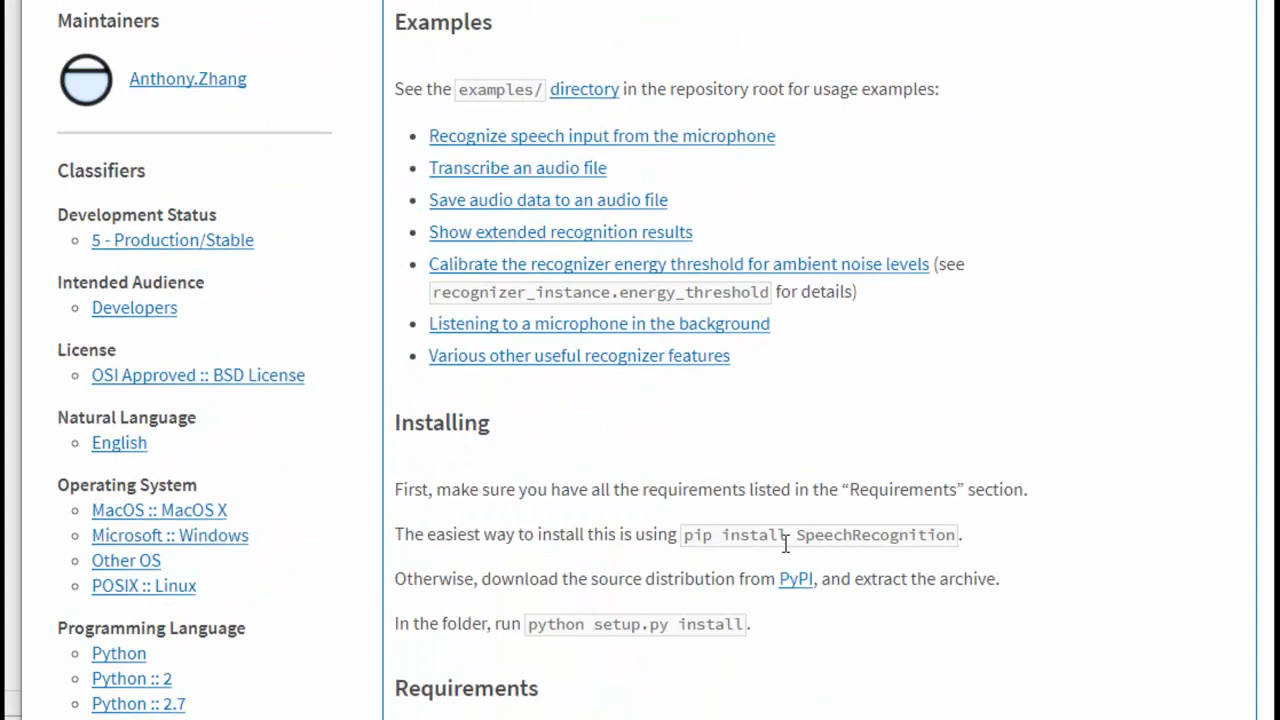 Maintainers
Anthony.Zhang
Classifiers
Development Status
5 - Production/Stable
Intended Audience
Developers
License
OSI Approved :: BSD License
Natural Language
English
Operating System
MacOS :: MacOS X
Microsoft :: Windows
Other OS
POSIX :: Linux
Programming Language
Python
Python :: 2
Python :: 2.7
Examples
See the examples/ directory in the repository root for usage examples:
Recognize speech input from the microphone
Transcribe an audio file
Save audio data to an audio file
Show extended recognition results
Calibrate the recognizer energy threshold for ambient noise levels (see
recognizer_instance.energy_threshold for details)
Listening to a microphone in the background
Various other useful recognizer features
Installing
First, make sure you have all the requirements listed in the “Requirements” section.
The easiest way to install this is using pip install SpeechRecognition.
Otherwise, download the source distribution from PyPI, and extract the archive.
In the folder, run python setup.py install.
Requirements